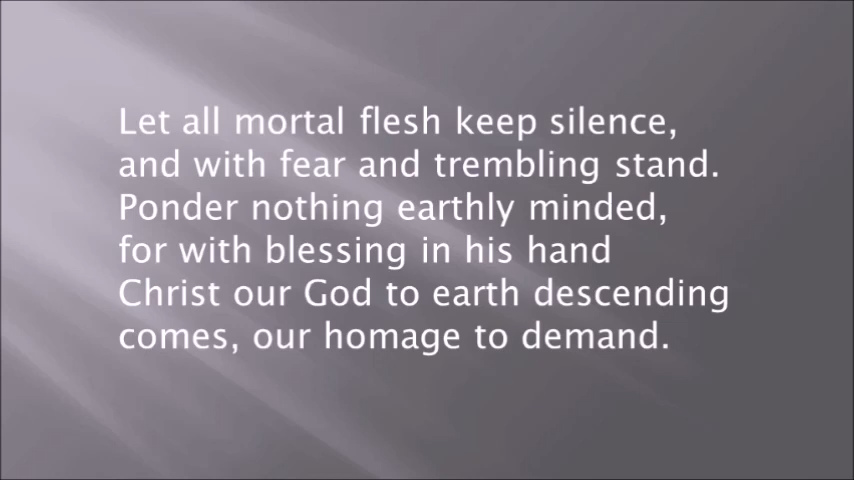 Let all mortal flesh keep silence,
and with fear and trembling stand.
Ponder nothing earthly minded,
for with blessing in his hand
Christ our God to earth descending
comes, our homage to demand.